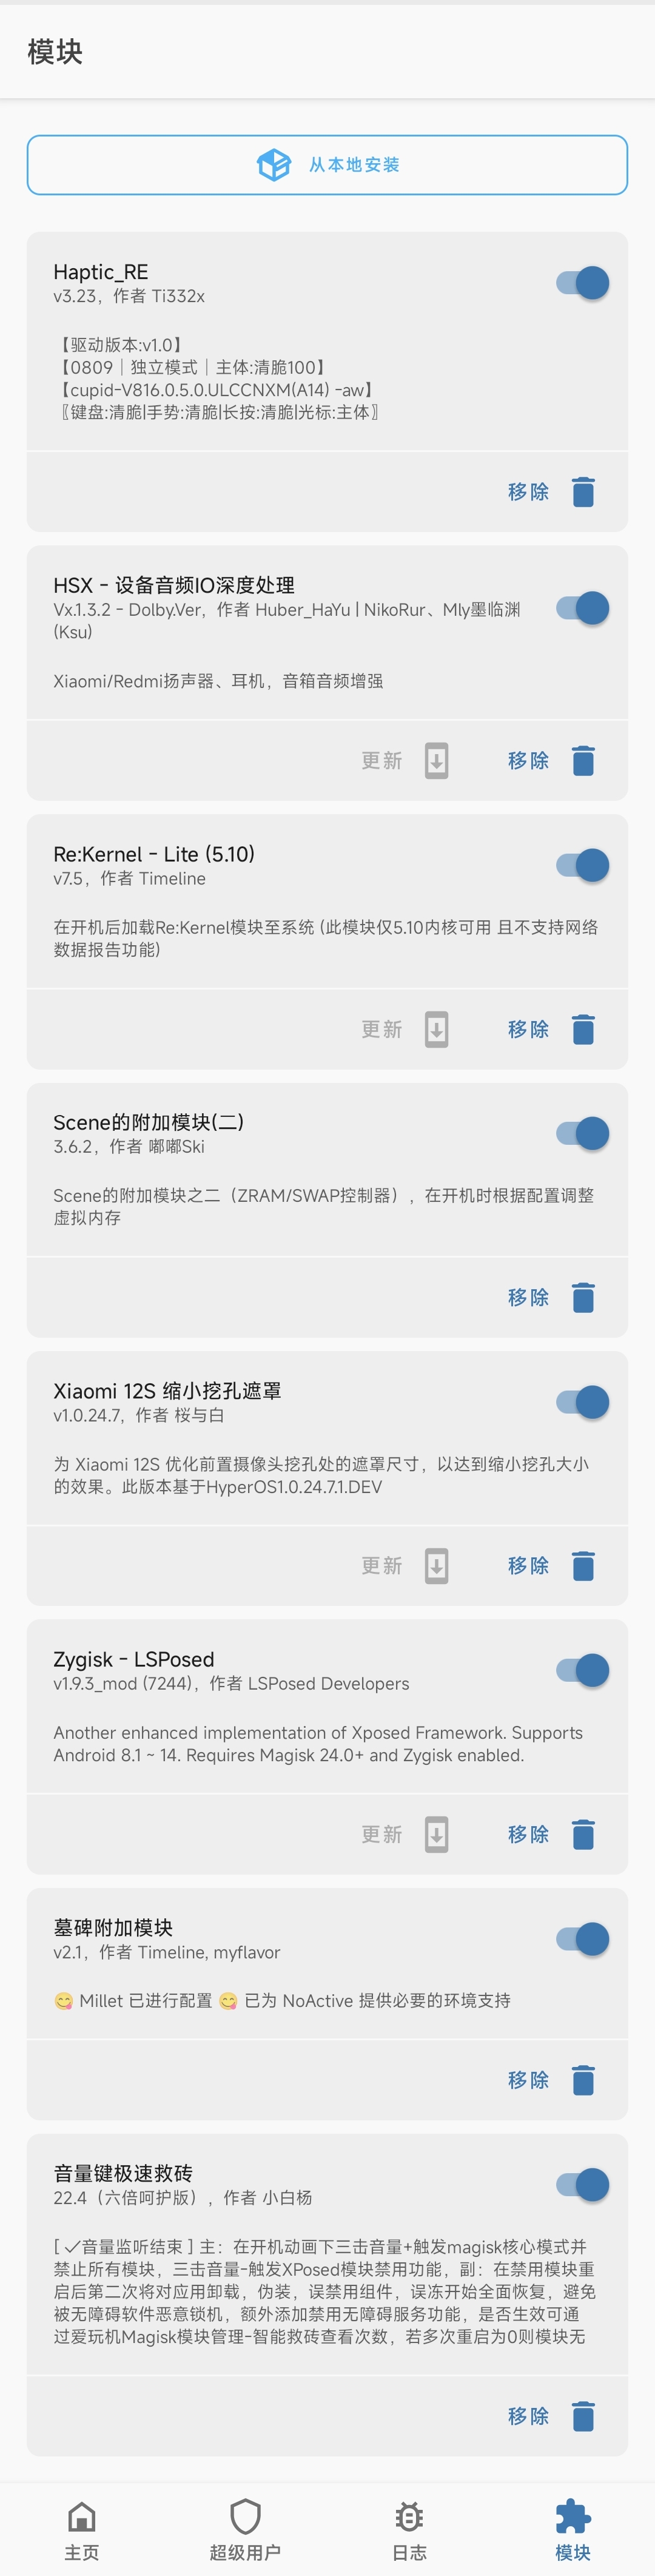 模块
从本地安装
Haptic_RE
v3.23，作者 Ti332x
【驱动版本:v1.0】
【0809｜独立模式｜主体:清脆100】
【cupid-V816.0.5.0.ULCCNXM(A14) -aw】
〖键盘:清脆|手势:清脆|长按:清脆|光标:主体〗
移除
HSX - 设备音频IO深度处理
Vx.1.3.2 - Dolby.Ver，作者 Huber_HaYu | NikoRur、Mly墨临渊
(Ksu)
Xiaomi/Redmi扬声器、耳机，音箱音频增强
更新 移除
Re:Kernel - Lite (5.10)
v7.5，作者 Timeline
在开机后加载Re:Kernel模块至系统 (此模块仅5.10内核可用 且不支持网络
数据报告功能)
更新 移除
Scene的附加模块(二)
3.6.2，作者 嘟嘟Ski
Scene的附加模块之二（ZRAM/SWAP控制器），在开机时根据配置调整
虚拟内存
移除
Xiaomi 12S 缩小挖孔遮罩
v1.0.24.7，作者 桜与白
为 Xiaomi 12S 优化前置摄像头挖孔处的遮罩尺寸，以达到缩小挖孔大小
的效果。此版本基于HyperOS1.0.24.7.1.DEV
更新 移除
Zygisk - LSPosed
v1.9.3_mod (7244)，作者 LSPosed Developers
Another enhanced implementation of Xposed Framework. Supports
Android 8.1 ~ 14. Requires Magisk 24.0+ and Zygisk enabled.
更新 移除
墓碑附加模块
v2.1，作者 Timeline, myflavor
😋 Millet 已进行配置 😋 已为 NoActive 提供必要的环境支持
移除
音量键极速救砖
22.4（六倍呵护版），作者 小白杨
[ ✓音量监听结束 ] 主：在开机动画下三击音量+触发magisk核心模式并
禁止所有模块，三击音量-触发XPosed模块禁用功能，副：在禁用模块重
启后第二次将对应用卸载，伪装，误禁用组件，误冻开始全面恢复，避免
被无障碍软件恶意锁机，额外添加禁用无障碍服务功能，是否生效可通
过爱玩机Magisk模块管理-智能救砖查看次数，若多次重启为0则模块无
移除
主页 超级用户 日志 模块